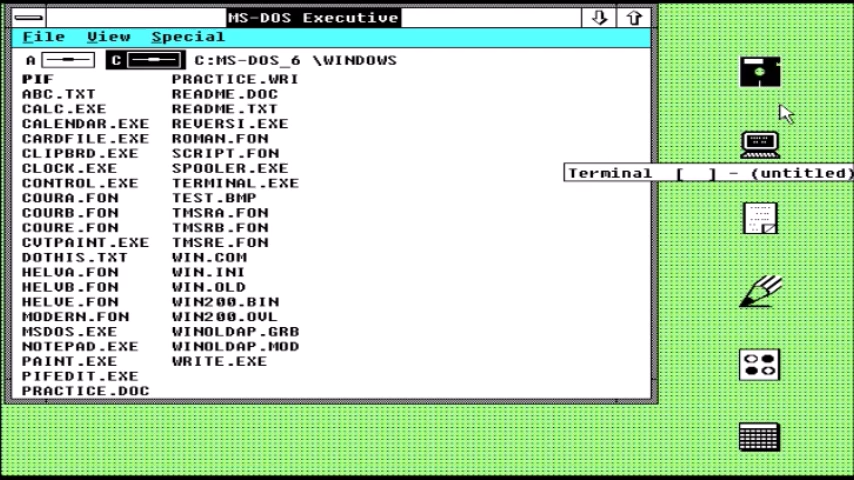 MS-DOS Executive
File View Special
A C C:MS-DOS_6 \WINDOWS
PIF PRACTICE.WRI
ABC.TXT README.DOC
CALC.EXE README.TXT
CALENDAR.EXE REVERSI.EXE
CARDFILE.EXE ROMAN.FON
CLIPBRD.EXE SCRIPT.FON
CLOCK.EXE SPOOLER.EXE
Terminal [ ] - (untitled)
CONTROL.EXE TERMINAL.EXE
COURA.FON TEST.BMP
COURB.FON TMSRA.FON
COURE.FON TMSRB.FON
CVTPAINT.EXE TMSRE.FON
DOTHIS.TXT WIN.COM
HELVA.FON WIN.INI
HELVB.FON WIN.OLD
HELVE.FON WIN200.BIN
MODERN.FON WIN200.OVL
MSDOS.EXE WINOLDAP.GRB
NOTEPAD.EXE WINOLDAP.MOD
PAINT.EXE WRITE.EXE
PIFEDIT.EXE
PRACTICE.DOC